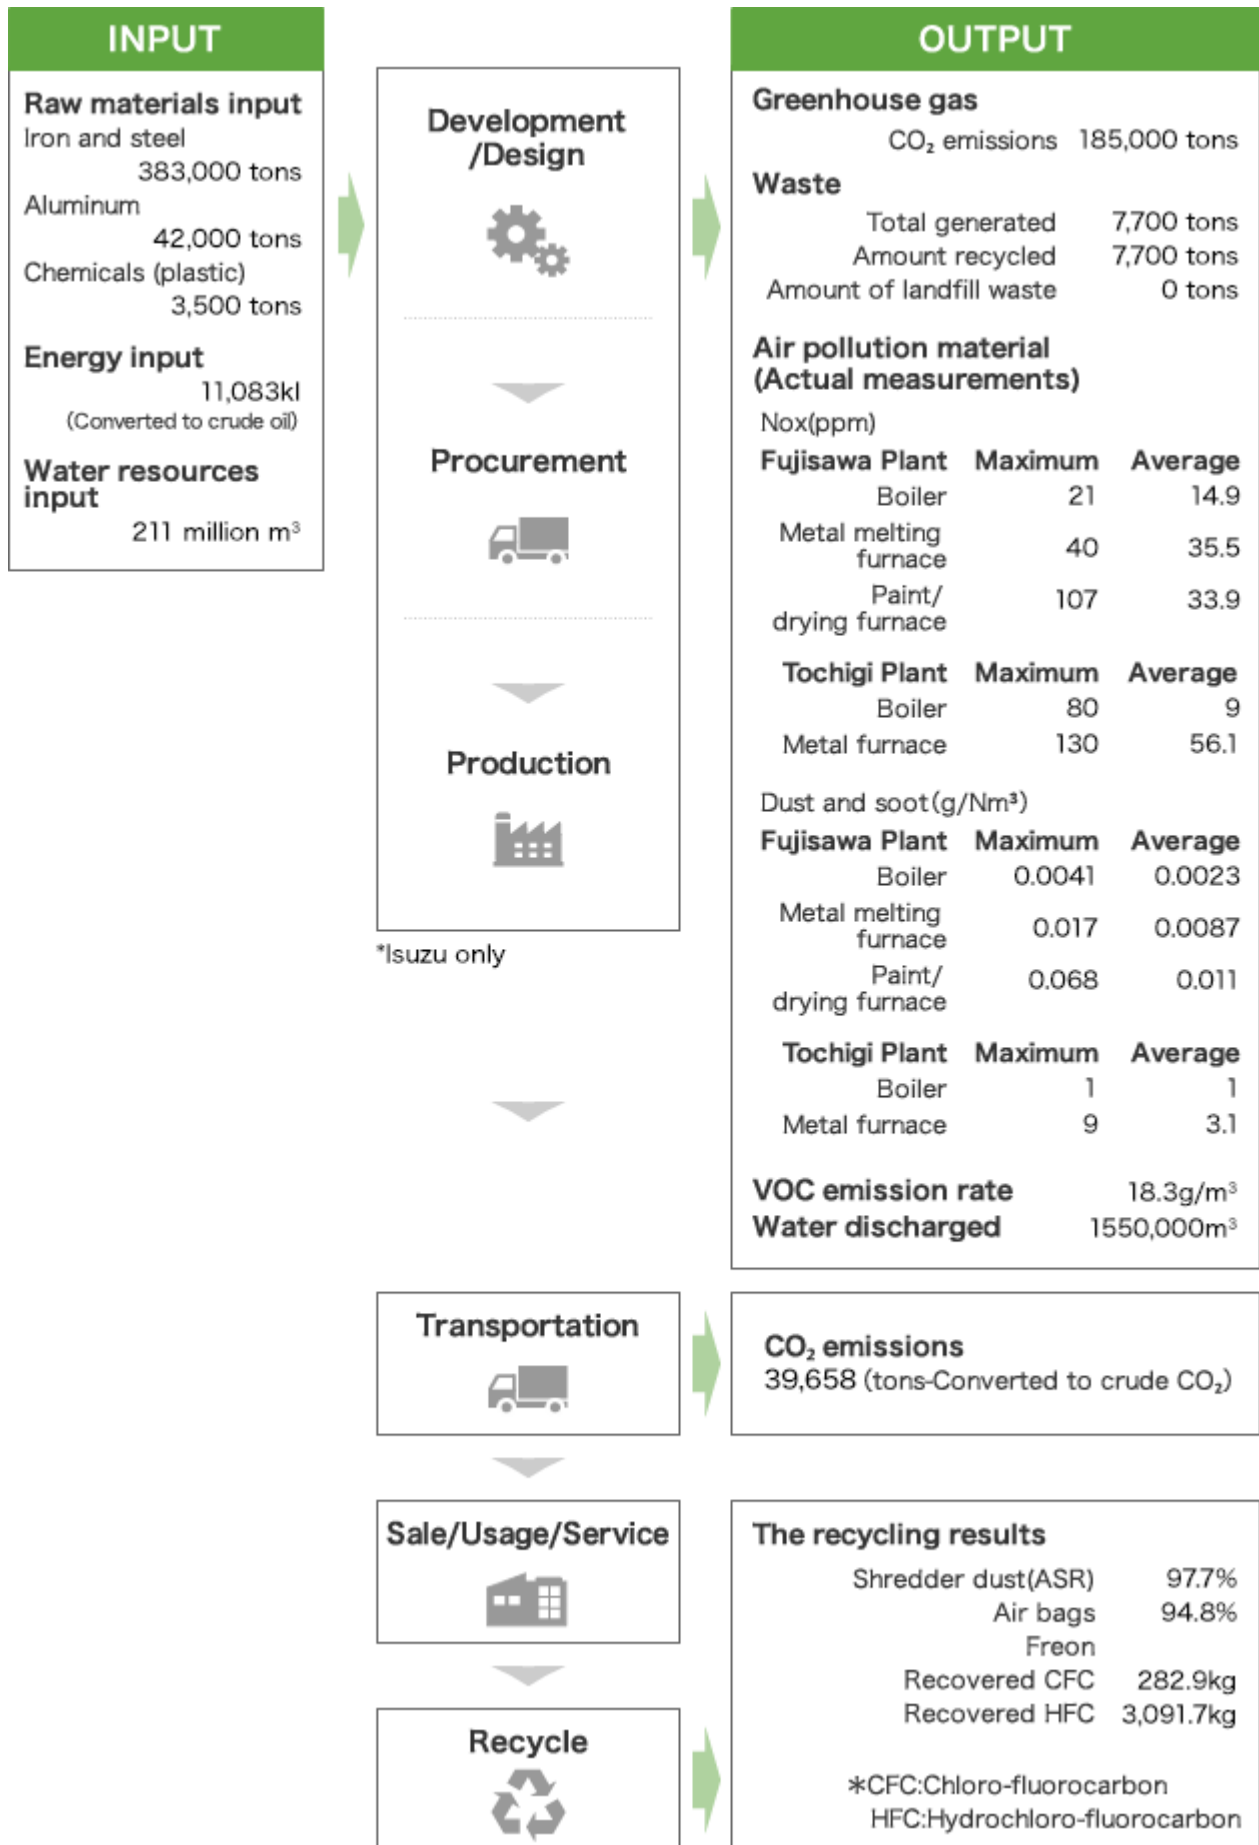 INPUT
Raw materials input
Iron and steel
383,000 tons
Aluminum
42,000 tons
Chemicals (plastic)
3,500 tons
Energy input
11,083kl
(Converted to crude oil)
Water resources
input
211 million m³
Development
/Design
Procurement
Production
*Isuzu only
OUTPUT
Greenhouse gas
CO₂ emissions 185,000 tons
Waste
Total generated 7,700 tons
Amount recycled 7,700 tons
Amount of landfill waste 0 tons
Air pollution material
(Actual measurements)
Nox(ppm)
Fujisawa Plant Maximum Average
Boiler 21 14.9
Metal melting
furnace 40 35.5
Paint/
drying furnace 107 33.9
Tochigi Plant Maximum Average
Boiler 80 9
Metal furnace 130 56.1
Dust and soot(g/Nm³)
Fujisawa Plant Maximum Average
Boiler 0.0041 0.0023
Metal melting
furnace 0.017 0.0087
Paint/
drying furnace 0.068 0.011
Tochigi Plant Maximum Average
Boiler 1 1
Metal furnace 9 3.1
VOC emission rate 18.3g/m³
Water discharged 1550,000m³
Transportation
CO₂ emissions
39,658 (tons-Converted to crude CO₂)
Sale/Usage/Service
Recycle
The recycling results
Shredder dust(ASR) 97.7%
Air bags 94.8%
Freon
Recovered CFC 282.9kg
Recovered HFC 3,091.7kg
*CFC:Chloro-fluorocarbon
HFC:Hydrochloro-fluorocarbon